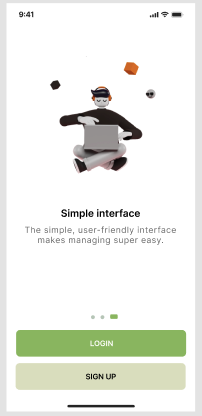 9:41
Simple interface
The simple, user-friendly interface
makes managing super easy.
LOGIN
SIGN UP